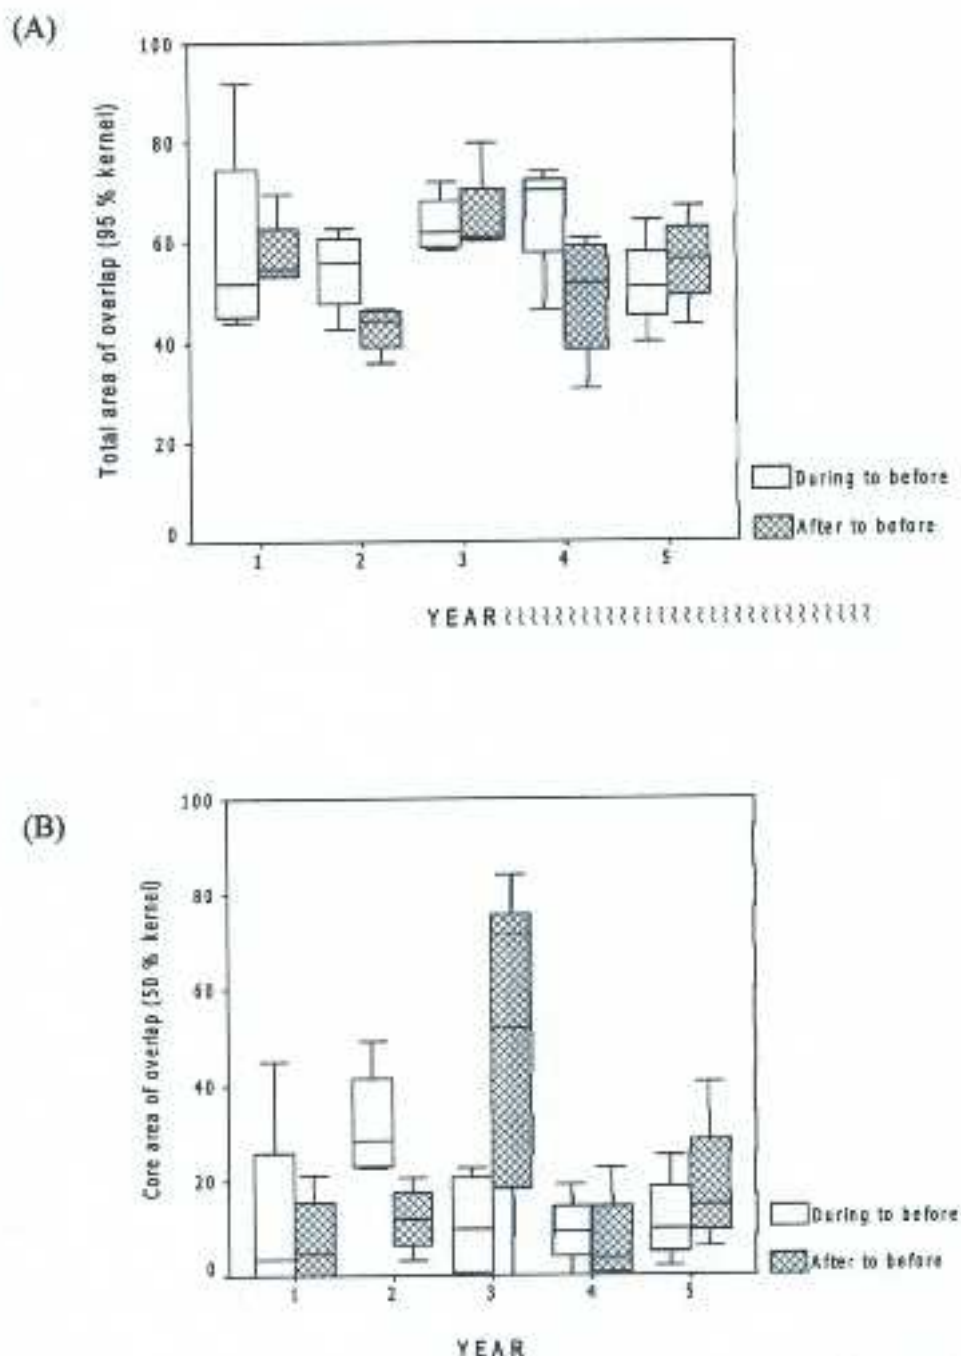 (A)
Total area of overlap (95 % kernel)
100
80
60
40
20
0
1 2 3 4 5
During to before
After to before
YEAR
(B)
Core area of overlap (50 % kernel)
100
80
60
40
20
0
1 2 3 4 5
During to before
After to before
YEAR